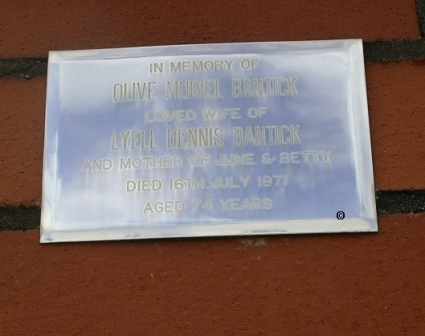 IN MEMORY OF
OLIVE MURIEL BANTICK
LOVED WIFE OF
LYELL DENNIS BANTICK
AND MOTHER OF JUNE & BETTY
DIED 16TH JULY 1971
AGED 74 YEARS